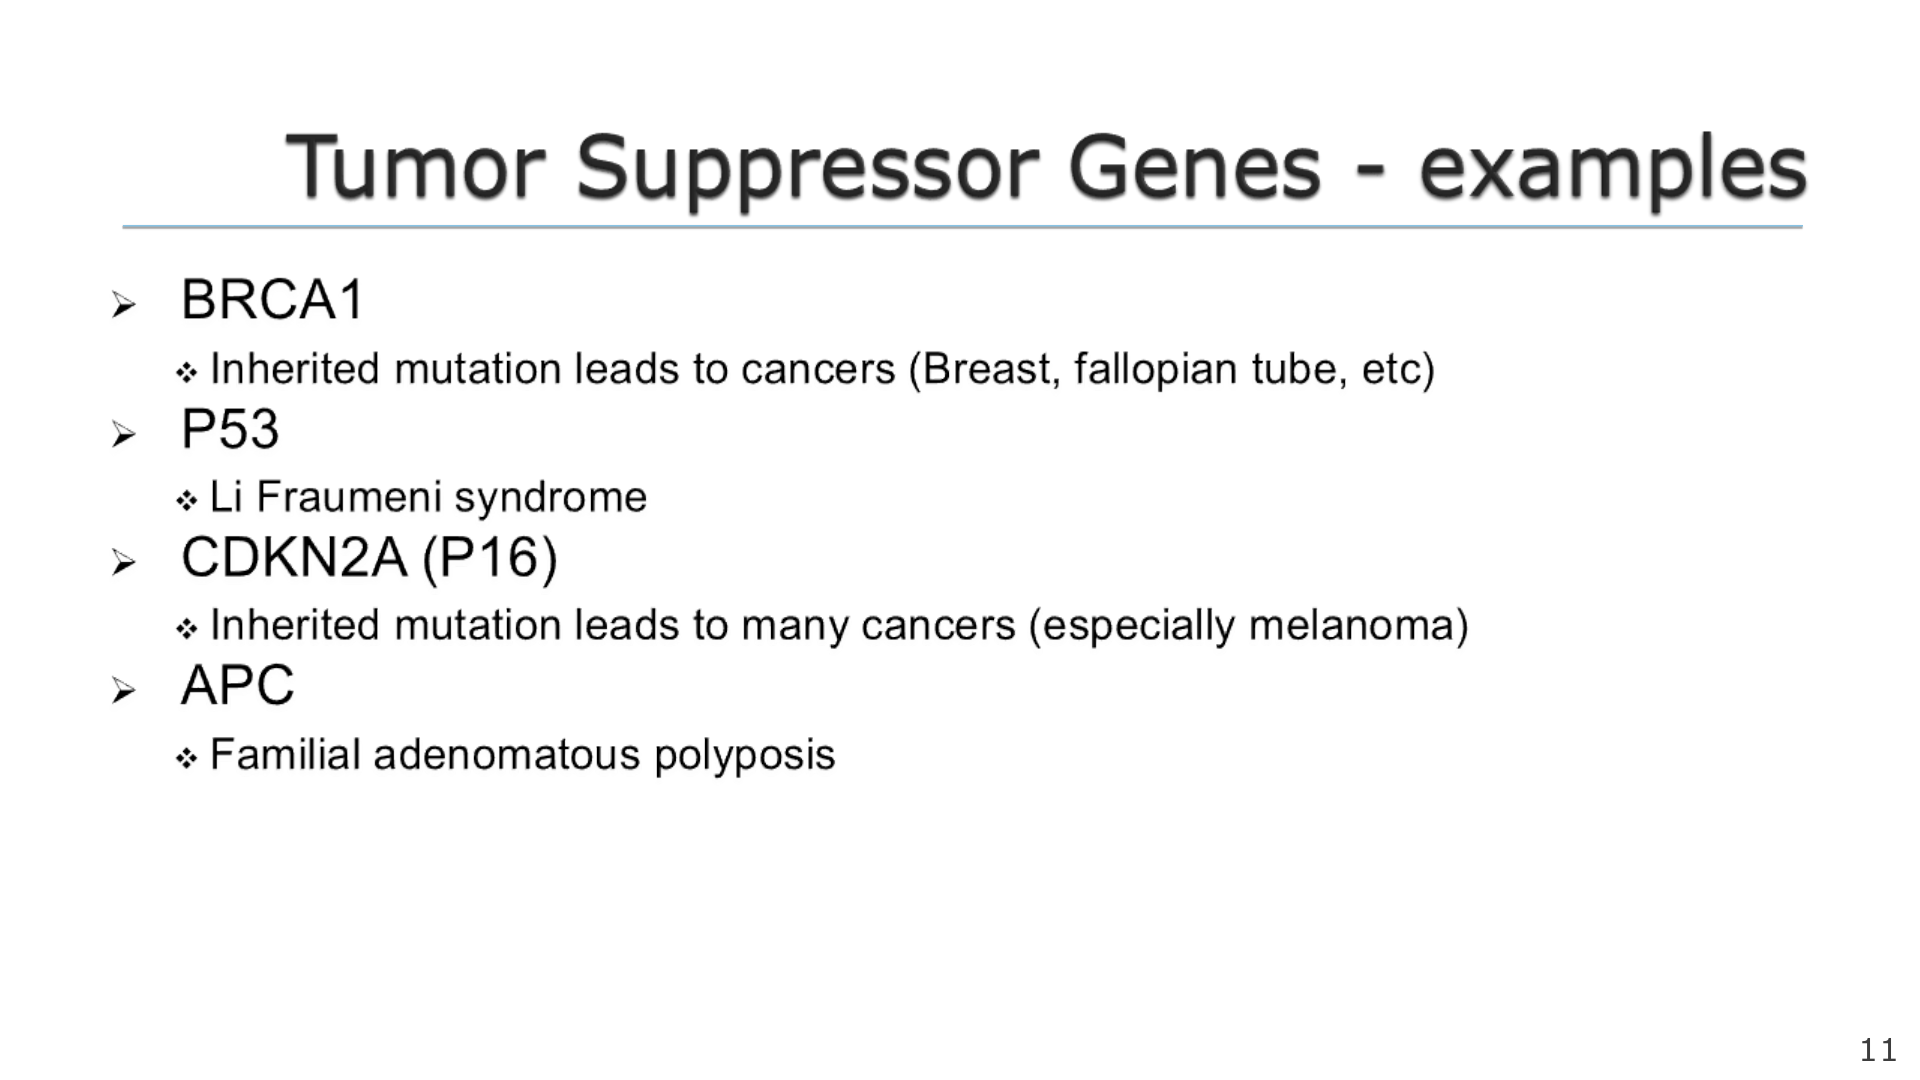 Tumor Suppressor Genes - examples
BRCA1
Inherited mutation leads to cancers (Breast, fallopian tube, etc)
P53
Li Fraumeni syndrome
CDKN2A (P16)
Inherited mutation leads to many cancers (especially melanoma)
APC
Familial adenomatous polyposis
11